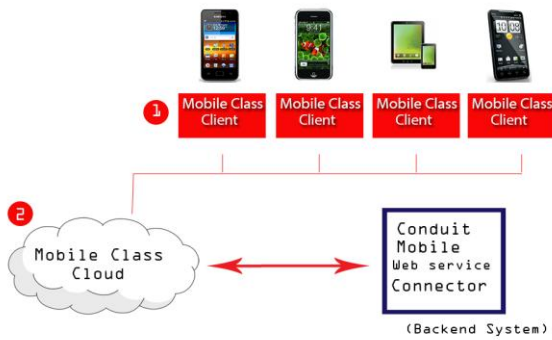 1
Mobile Class
Client
Mobile Class
Client
Mobile Class
Client
Mobile Class
Client
2
Mobile Class
Cloud
Conduit
Mobile
Web service
Connector
(Backend System)